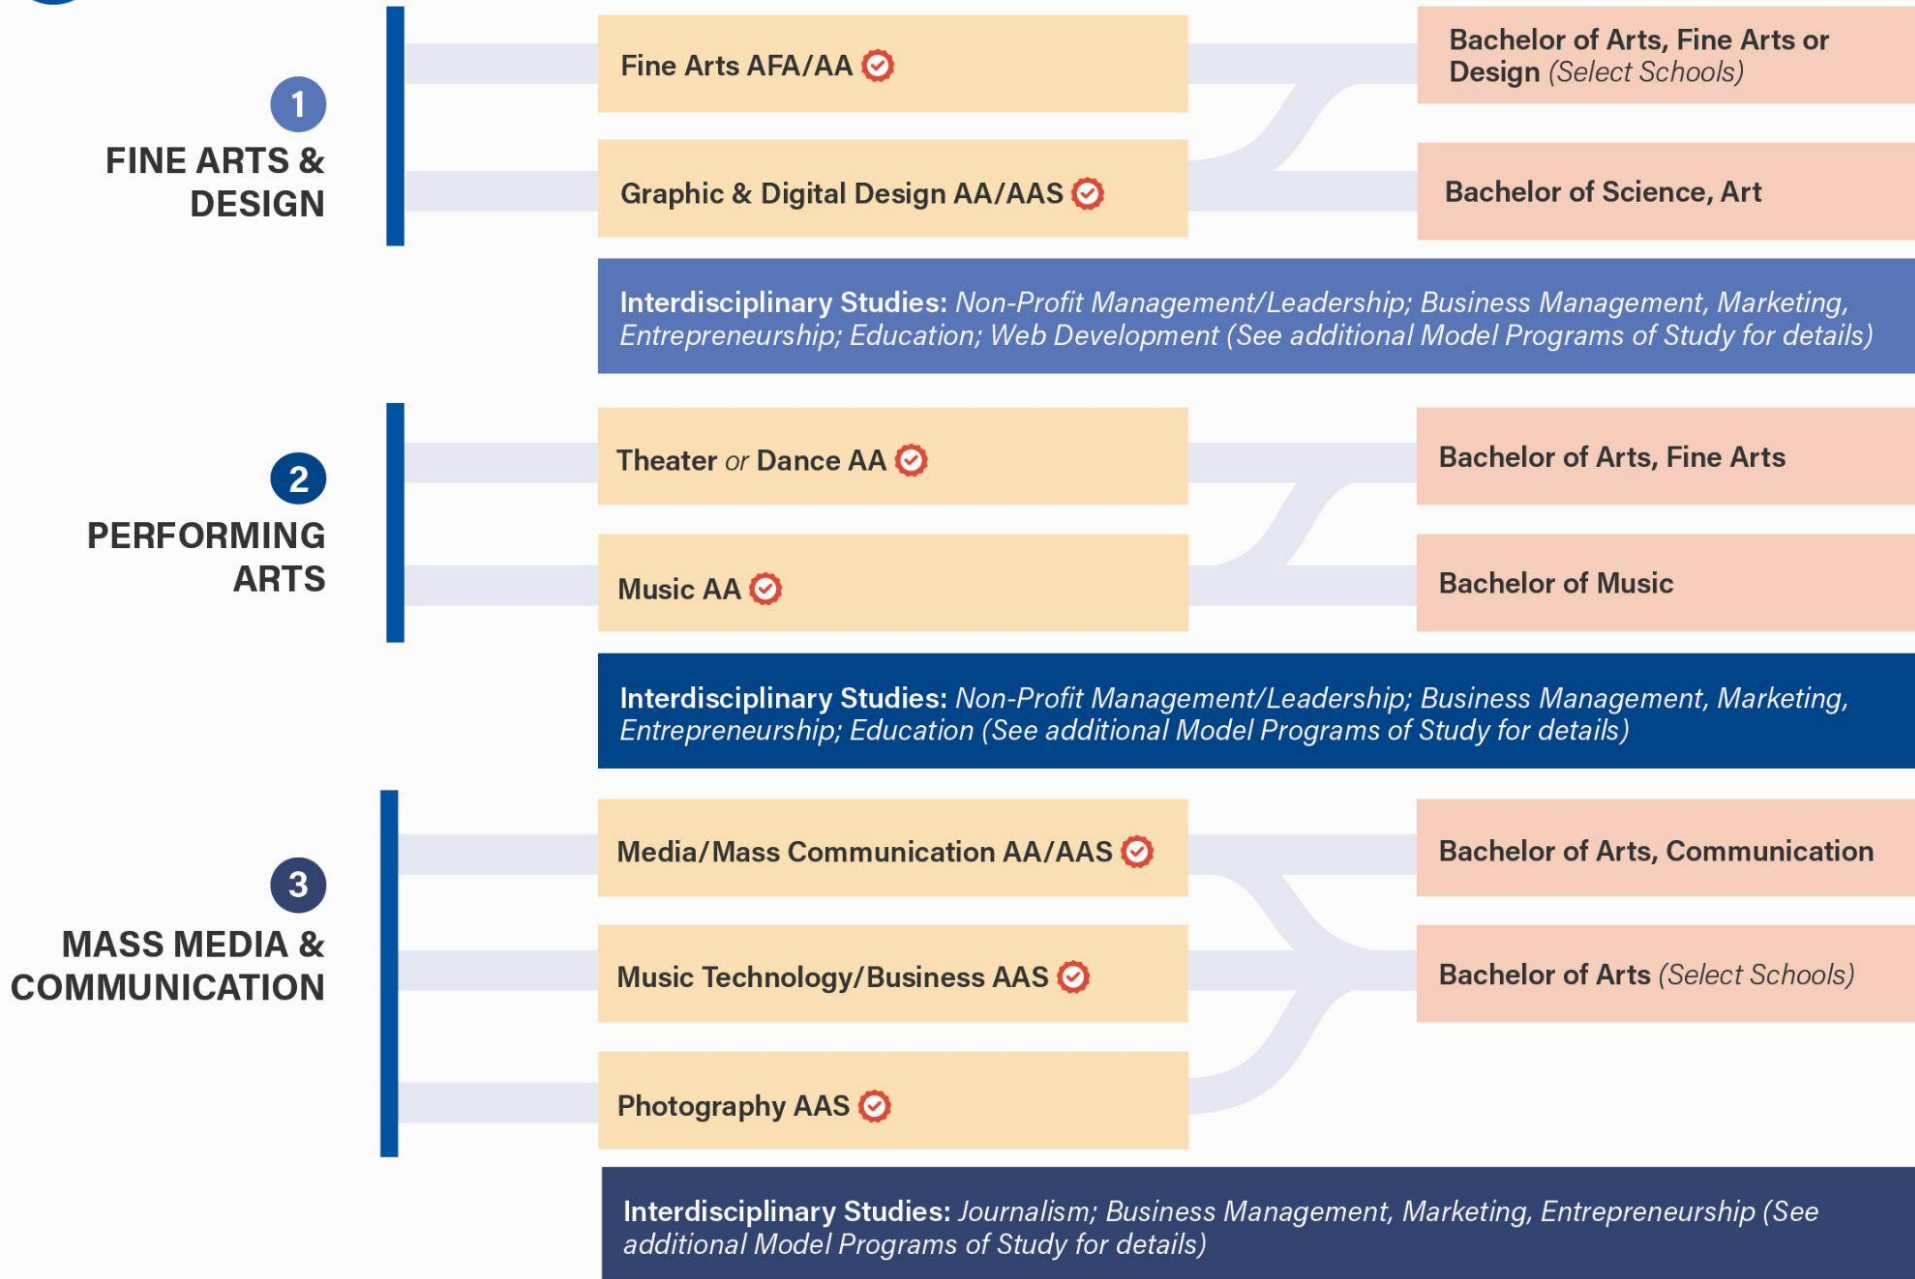 1
FINE ARTS &
DESIGN
Fine Arts AFA/AA
Bachelor of Arts, Fine Arts or
Design (Select Schools)
Graphic & Digital Design AA/AAS
Bachelor of Science, Art
Interdisciplinary Studies: Non-Profit Management/Leadership; Business Management, Marketing,
Entrepreneurship; Education; Web Development (See additional Model Programs of Study for details)
2
PERFORMING
ARTS
Theater or Dance AA
Bachelor of Arts, Fine Arts
Music AA
Bachelor of Music
Interdisciplinary Studies: Non-Profit Management/Leadership; Business Management, Marketing,
Entrepreneurship; Education (See additional Model Programs of Study for details)
3
MASS MEDIA &
COMMUNICATION
Media/Mass Communication AA/AAS
Bachelor of Arts, Communication
Music Technology/Business AAS
Bachelor of Arts (Select Schools)
Photography AAS
Interdisciplinary Studies: Journalism; Business Management, Marketing, Entrepreneurship (See
additional Model Programs of Study for details)